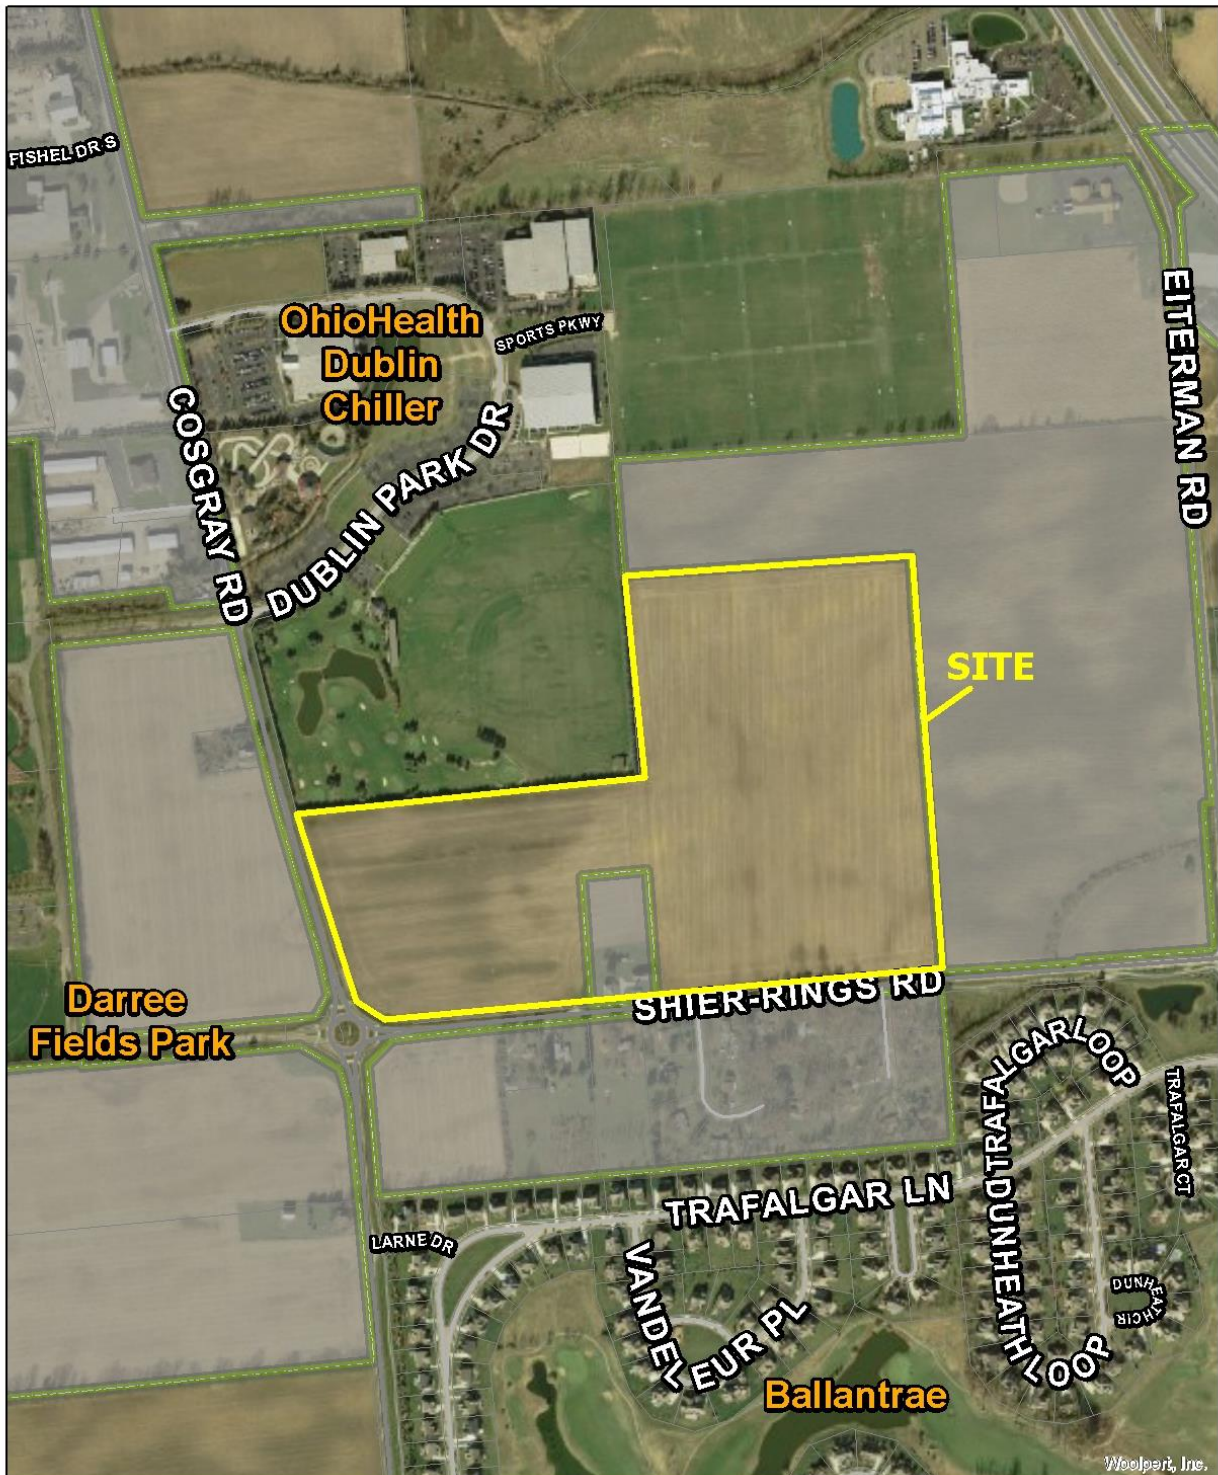 FISHEL DR S
OhioHealth
Dublin
Chiller
SPORTS PKWY
EITERMAN RD
COSGRAY RD
DUBLIN PARK DR
SITE
Darree
Fields Park
SHIER-RINGS RD
TRAFALGAR LOOP
TRAFALGAR CT
DUNHEATH LOOP
TRAFALGAR LN
LARNE DR
VANDELEUR PL
DUNHEATH CIR
Ballantrae
Woolpert, Inc.